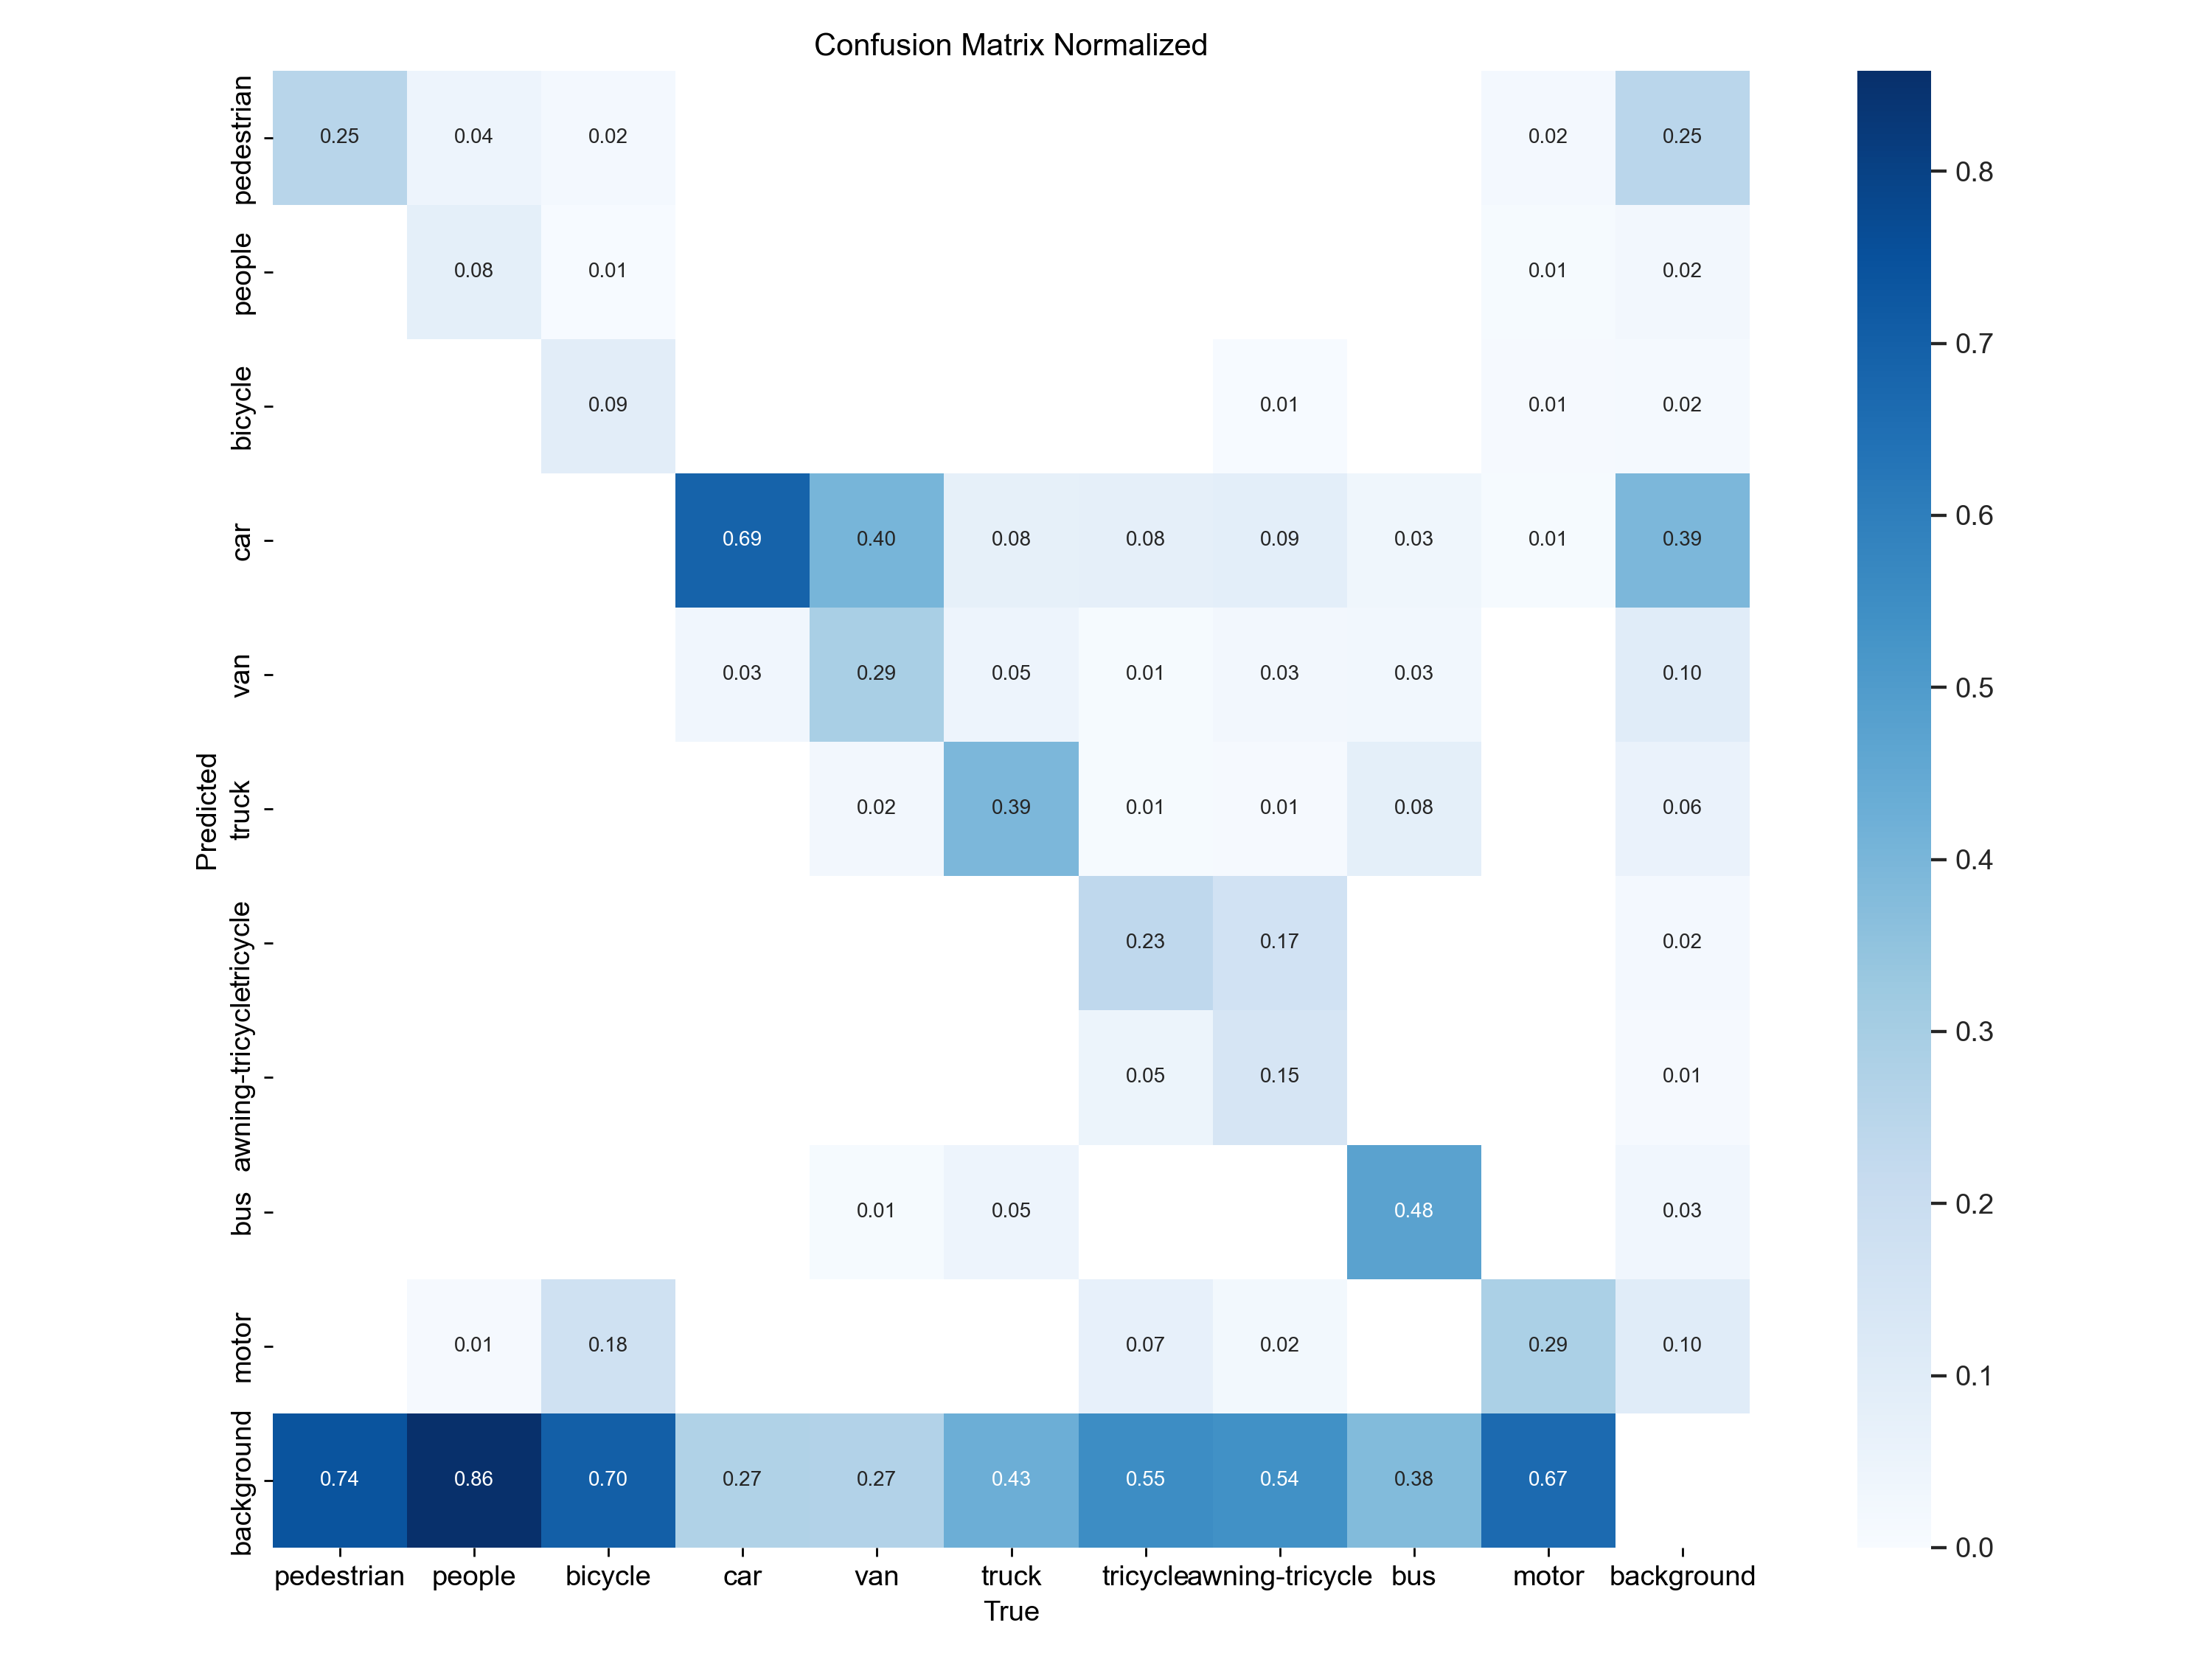 Confusion Matrix Normalized
pedestrian 0.25 0.04 0.02 0.02 0.25
people 0.08 0.01 0.01 0.02
bicycle 0.09 0.01 0.01 0.02
car 0.69 0.40 0.08 0.08 0.09 0.03 0.01 0.39
van 0.03 0.29 0.05 0.01 0.03 0.03 0.10
Predicted
truck 0.02 0.39 0.01 0.01 0.08 0.06
tricycle 0.23 0.17 0.02
awning-tricycle 0.05 0.15 0.01
bus 0.01 0.05 0.48 0.03
motor 0.01 0.18 0.07 0.02 0.29 0.10
background 0.74 0.86 0.70 0.27 0.27 0.43 0.55 0.54 0.38 0.67
pedestrian people bicycle car van truck tricycle awning-tricycle bus motor background
True
0.8
0.7
0.6
0.5
0.4
0.3
0.2
0.1
0.0